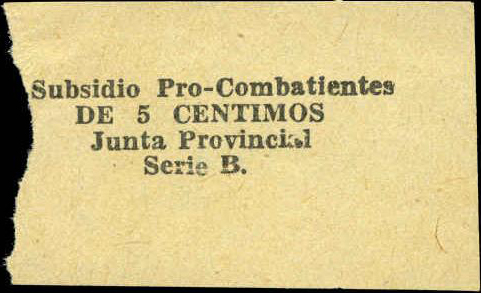 Subsidio Pro-Combatientes
DE 5 CENTIMOS
Junta Provincial
Serie B.